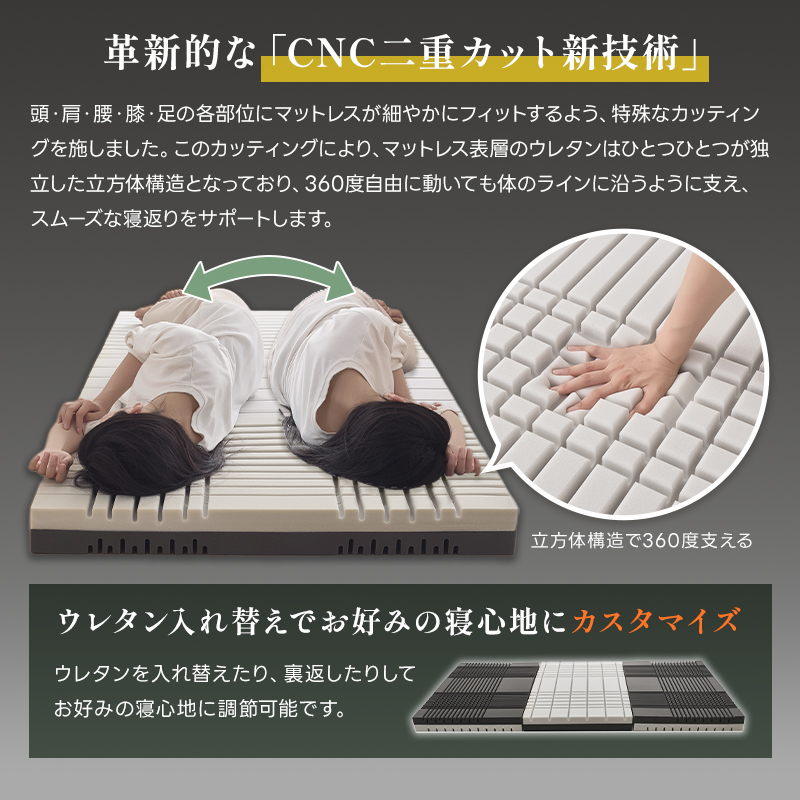 革新的な「CNC二重カット新技術」
頭・肩・腰・膝・足の各部位にマットレスが細やかにフィットするよう、特殊なカッティン
グを施しました。このカッティングにより、マットレス表層のウレタンはひとつひとつが独
立した立方体構造となっており、360度自由に動いても体のラインに沿うように支え、
スムーズな寝返りをサポートします。
立方体構造で360度支える
ウレタン入れ替えでお好みの寝心地にカスタマイズ
ウレタンを入れ替えたり、裏返したりして
お好みの寝心地に調節可能です。